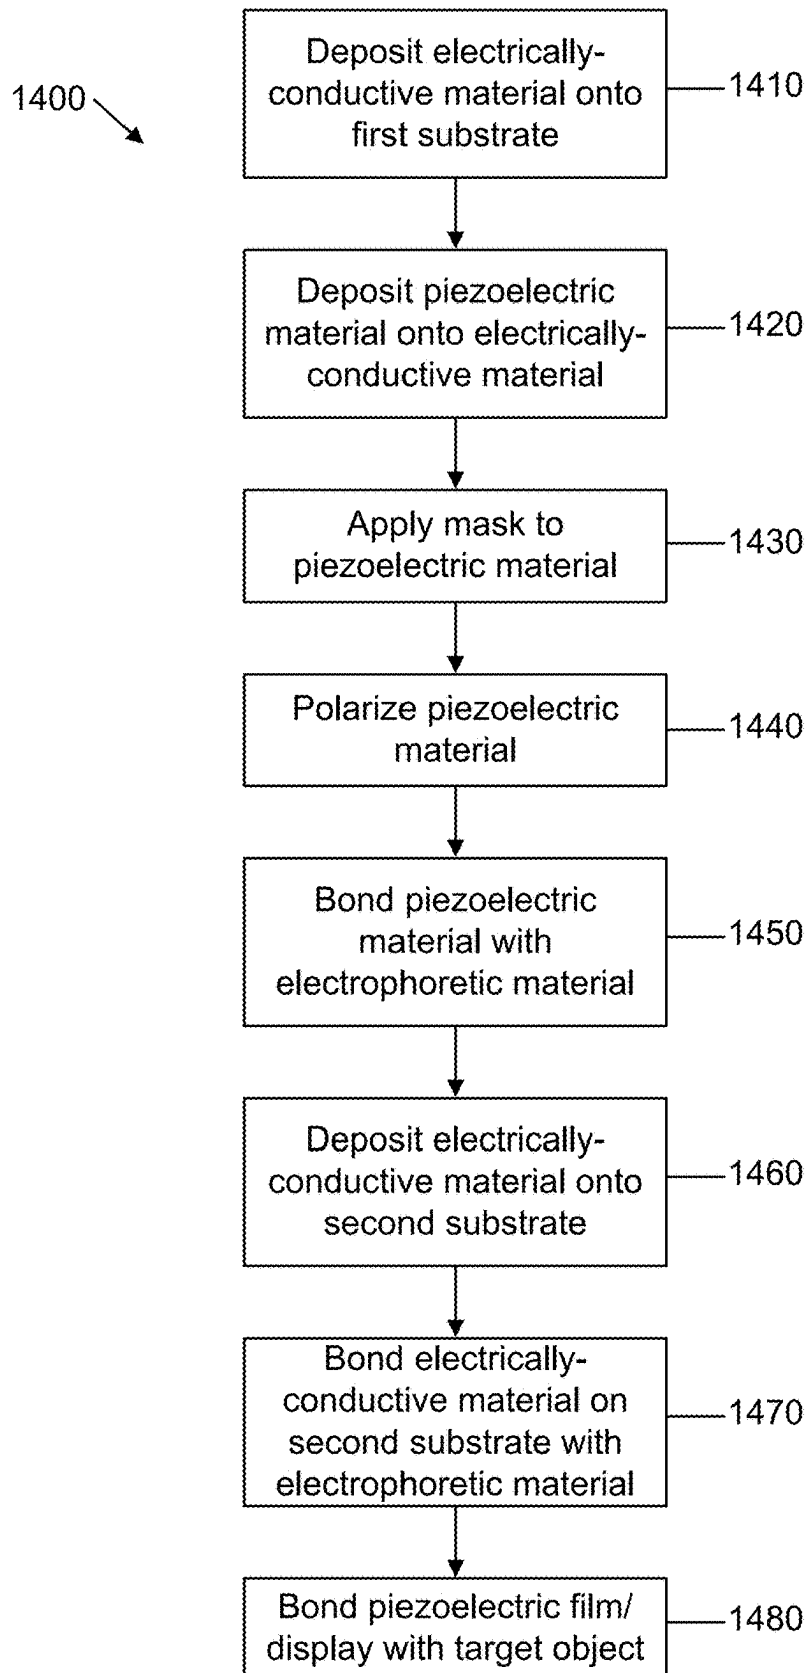 1400
Deposit electrically-
conductive material onto
first substrate
1410
Deposit piezoelectric
material onto electrically-
conductive material
1420
Apply mask to
piezoelectric material
1430
Polarize piezoelectric
material
1440
Bond piezoelectric
material with
electrophoretic material
1450
Deposit electrically-
conductive material onto
second substrate
1460
Bond electrically-
conductive material on
second substrate with
electrophoretic material
1470
Bond piezoelectric film/
display with target object
1480